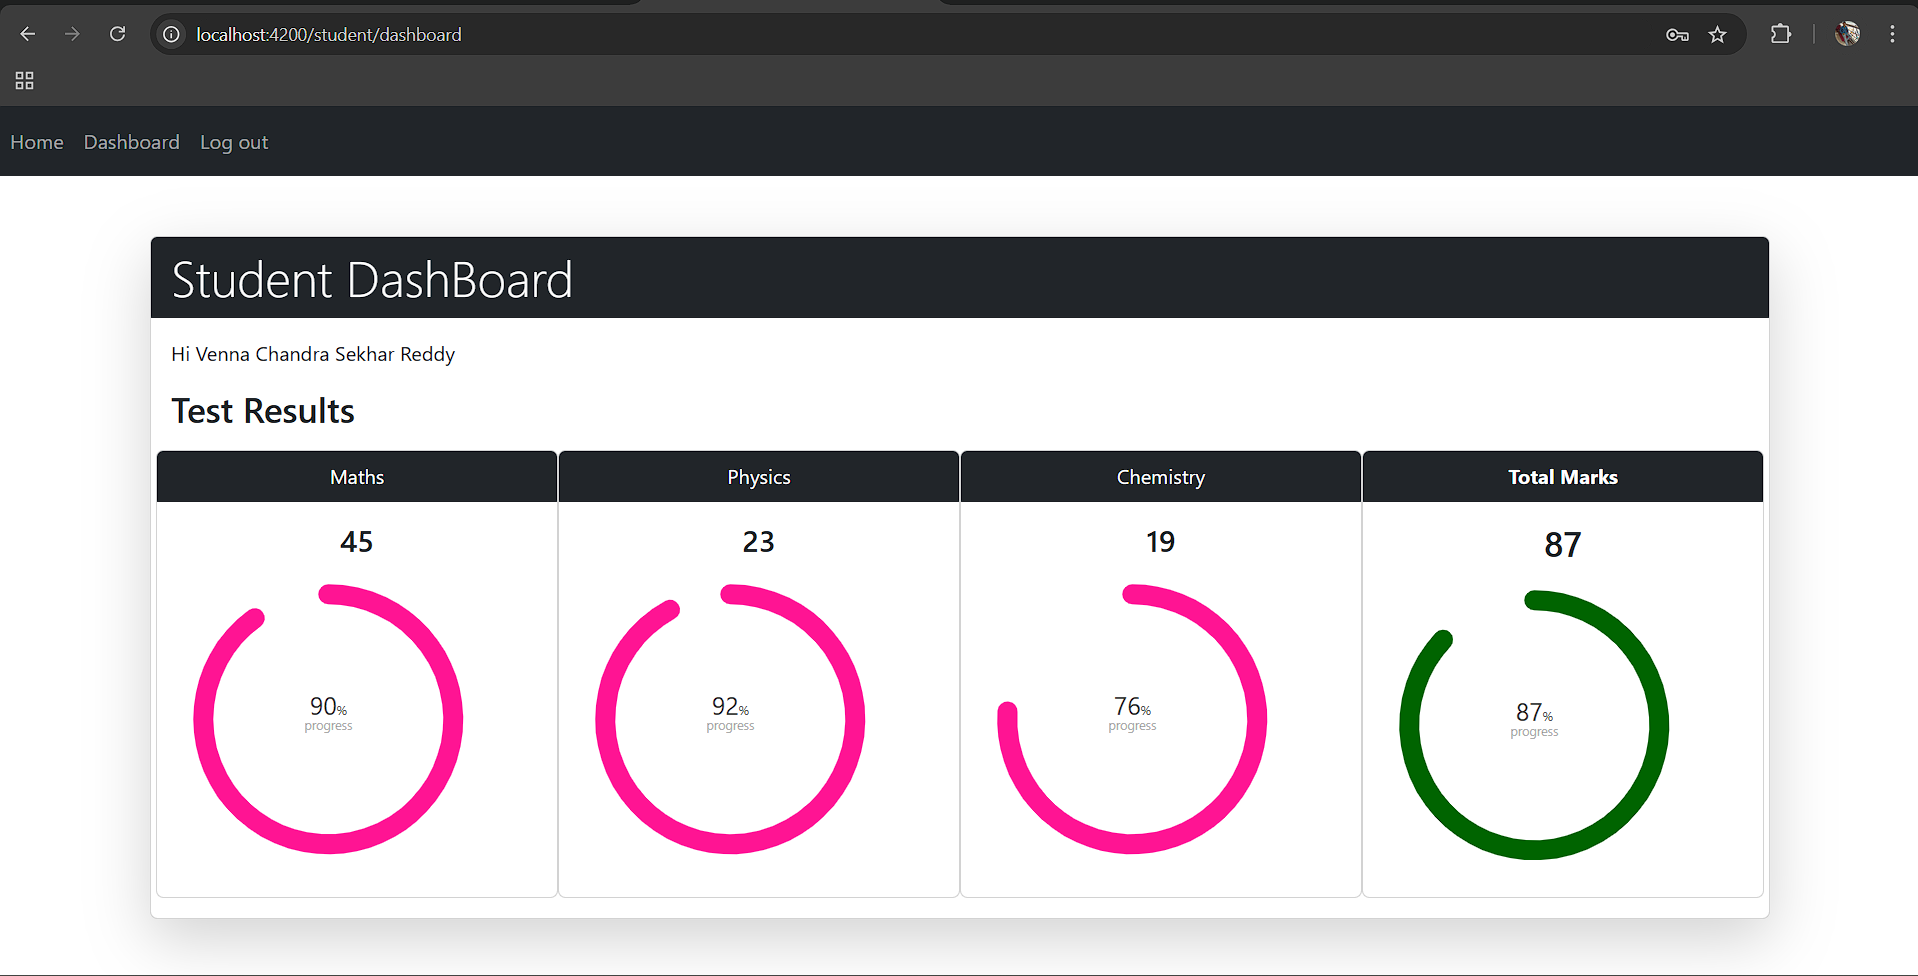 localhost:4200/student/dashboard
Home Dashboard Log out
Student DashBoard
Hi Venna Chandra Sekhar Reddy
Test Results
Maths Physics Chemistry Total Marks
45 23 19 87
90% 92% 76% 87%
progress progress progress progress